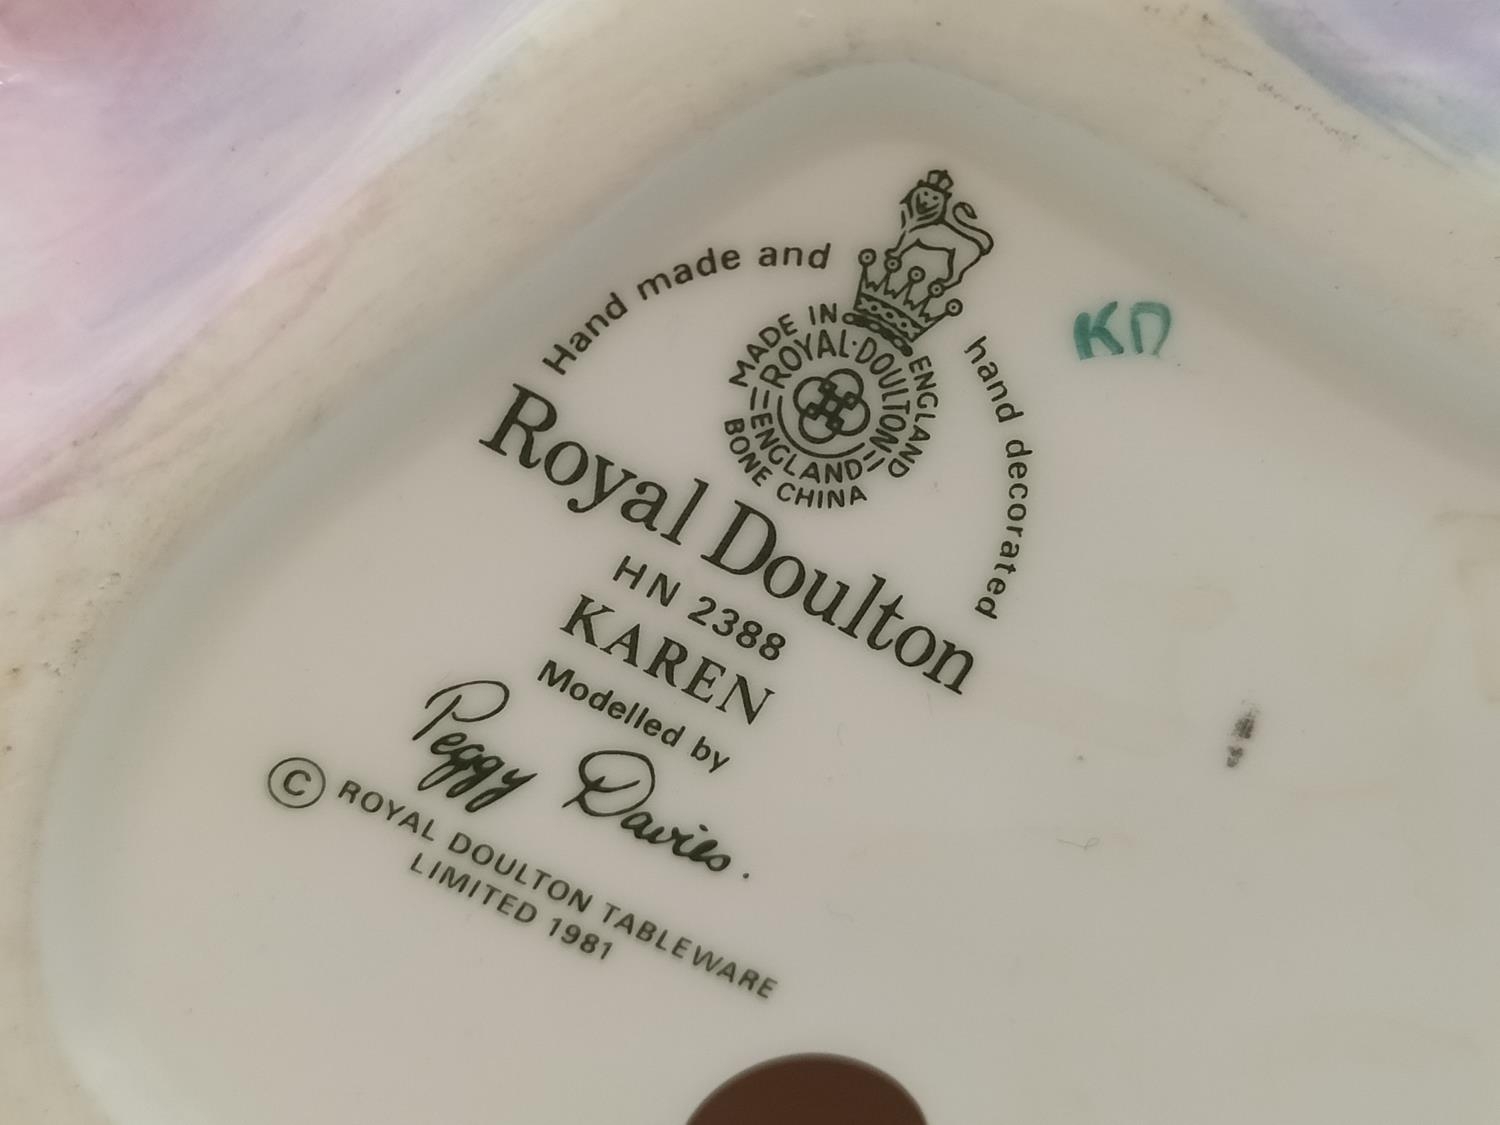 Hand made and hand decorated
MADE IN ENGLAND
ROYAL·DOULTON
ENGLAND
BONE CHINA
KD
Royal Doulton
HN 2388
KAREN
Modelled by
Peggy Davies.
© ROYAL DOULTON TABLEWARE
LIMITED 1981